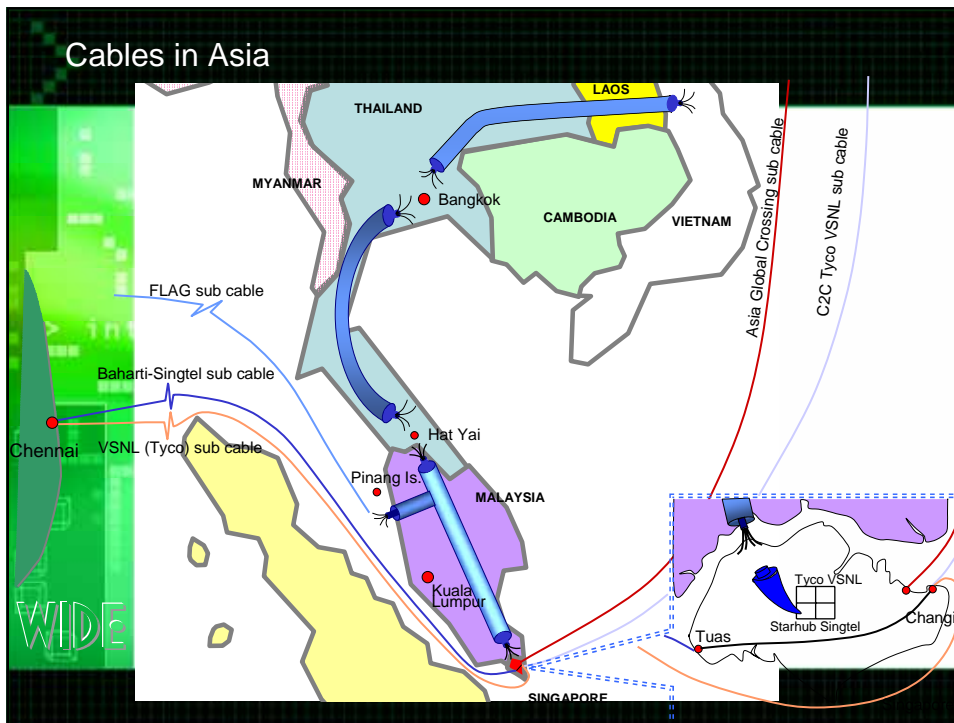 Cables in Asia
LAOS
THAILAND
MYANMAR
Bangkok
CAMBODIA
VIETNAM
Asia Global Crossing sub cable
C2C Tyco VSNL sub cable
FLAG sub cable
> int
Baharti-Singtel sub cable
Chennai
VSNL (Tyco) sub cable
Hat Yai
Pinang Is.
MALAYSIA
Kuala
Lumpur
Tyco VSNL
Starhub Singtel
Changi
Tuas
WIDE
SINGAPORE